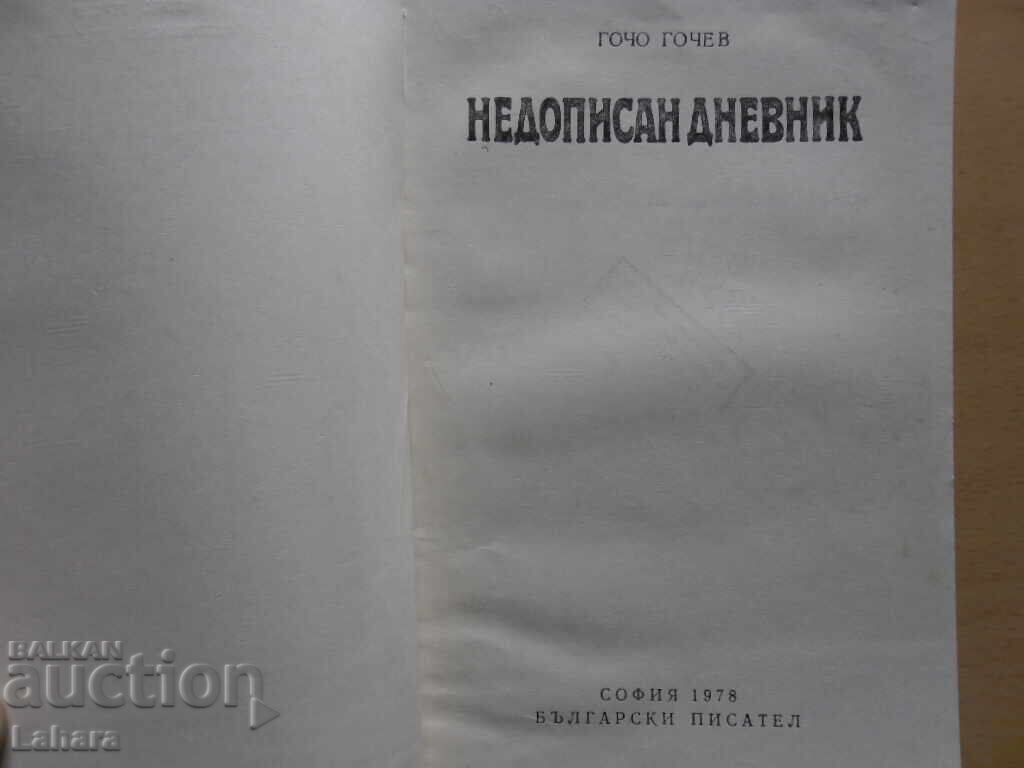 ГОЧО ГОЧЕВ
НЕДОПИСАН ДНЕВНИК
СОФИЯ 1978
БЪЛГАРСКИ ПИСАТЕЛ
BALKAN
auction
Lahara